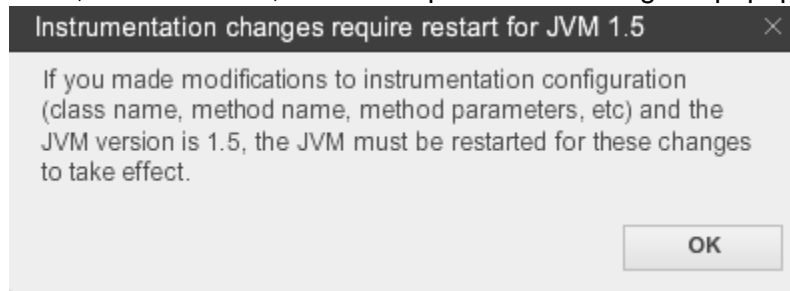 Instrumentation changes require restart for JVM 1.5
If you made modifications to instrumentation configuration
(class name, method name, method parameters, etc) and the
JVM version is 1.5, the JVM must be restarted for these changes
to take effect.
OK